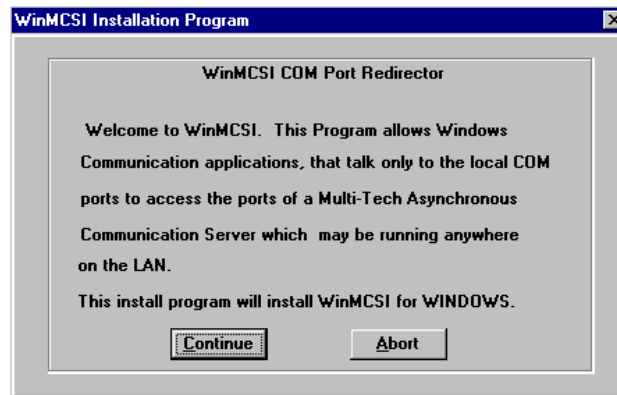 WinMCSI Installation Program
WinMCSI COM Port Redirector
Welcome to WinMCSI. This Program allows Windows
Communication applications, that talk only to the local COM
ports to access the ports of a Multi-Tech Asynchronous
Communication Server which may be running anywhere
on the LAN.
This install program will install WinMCSI for WINDOWS.
Continue Abort